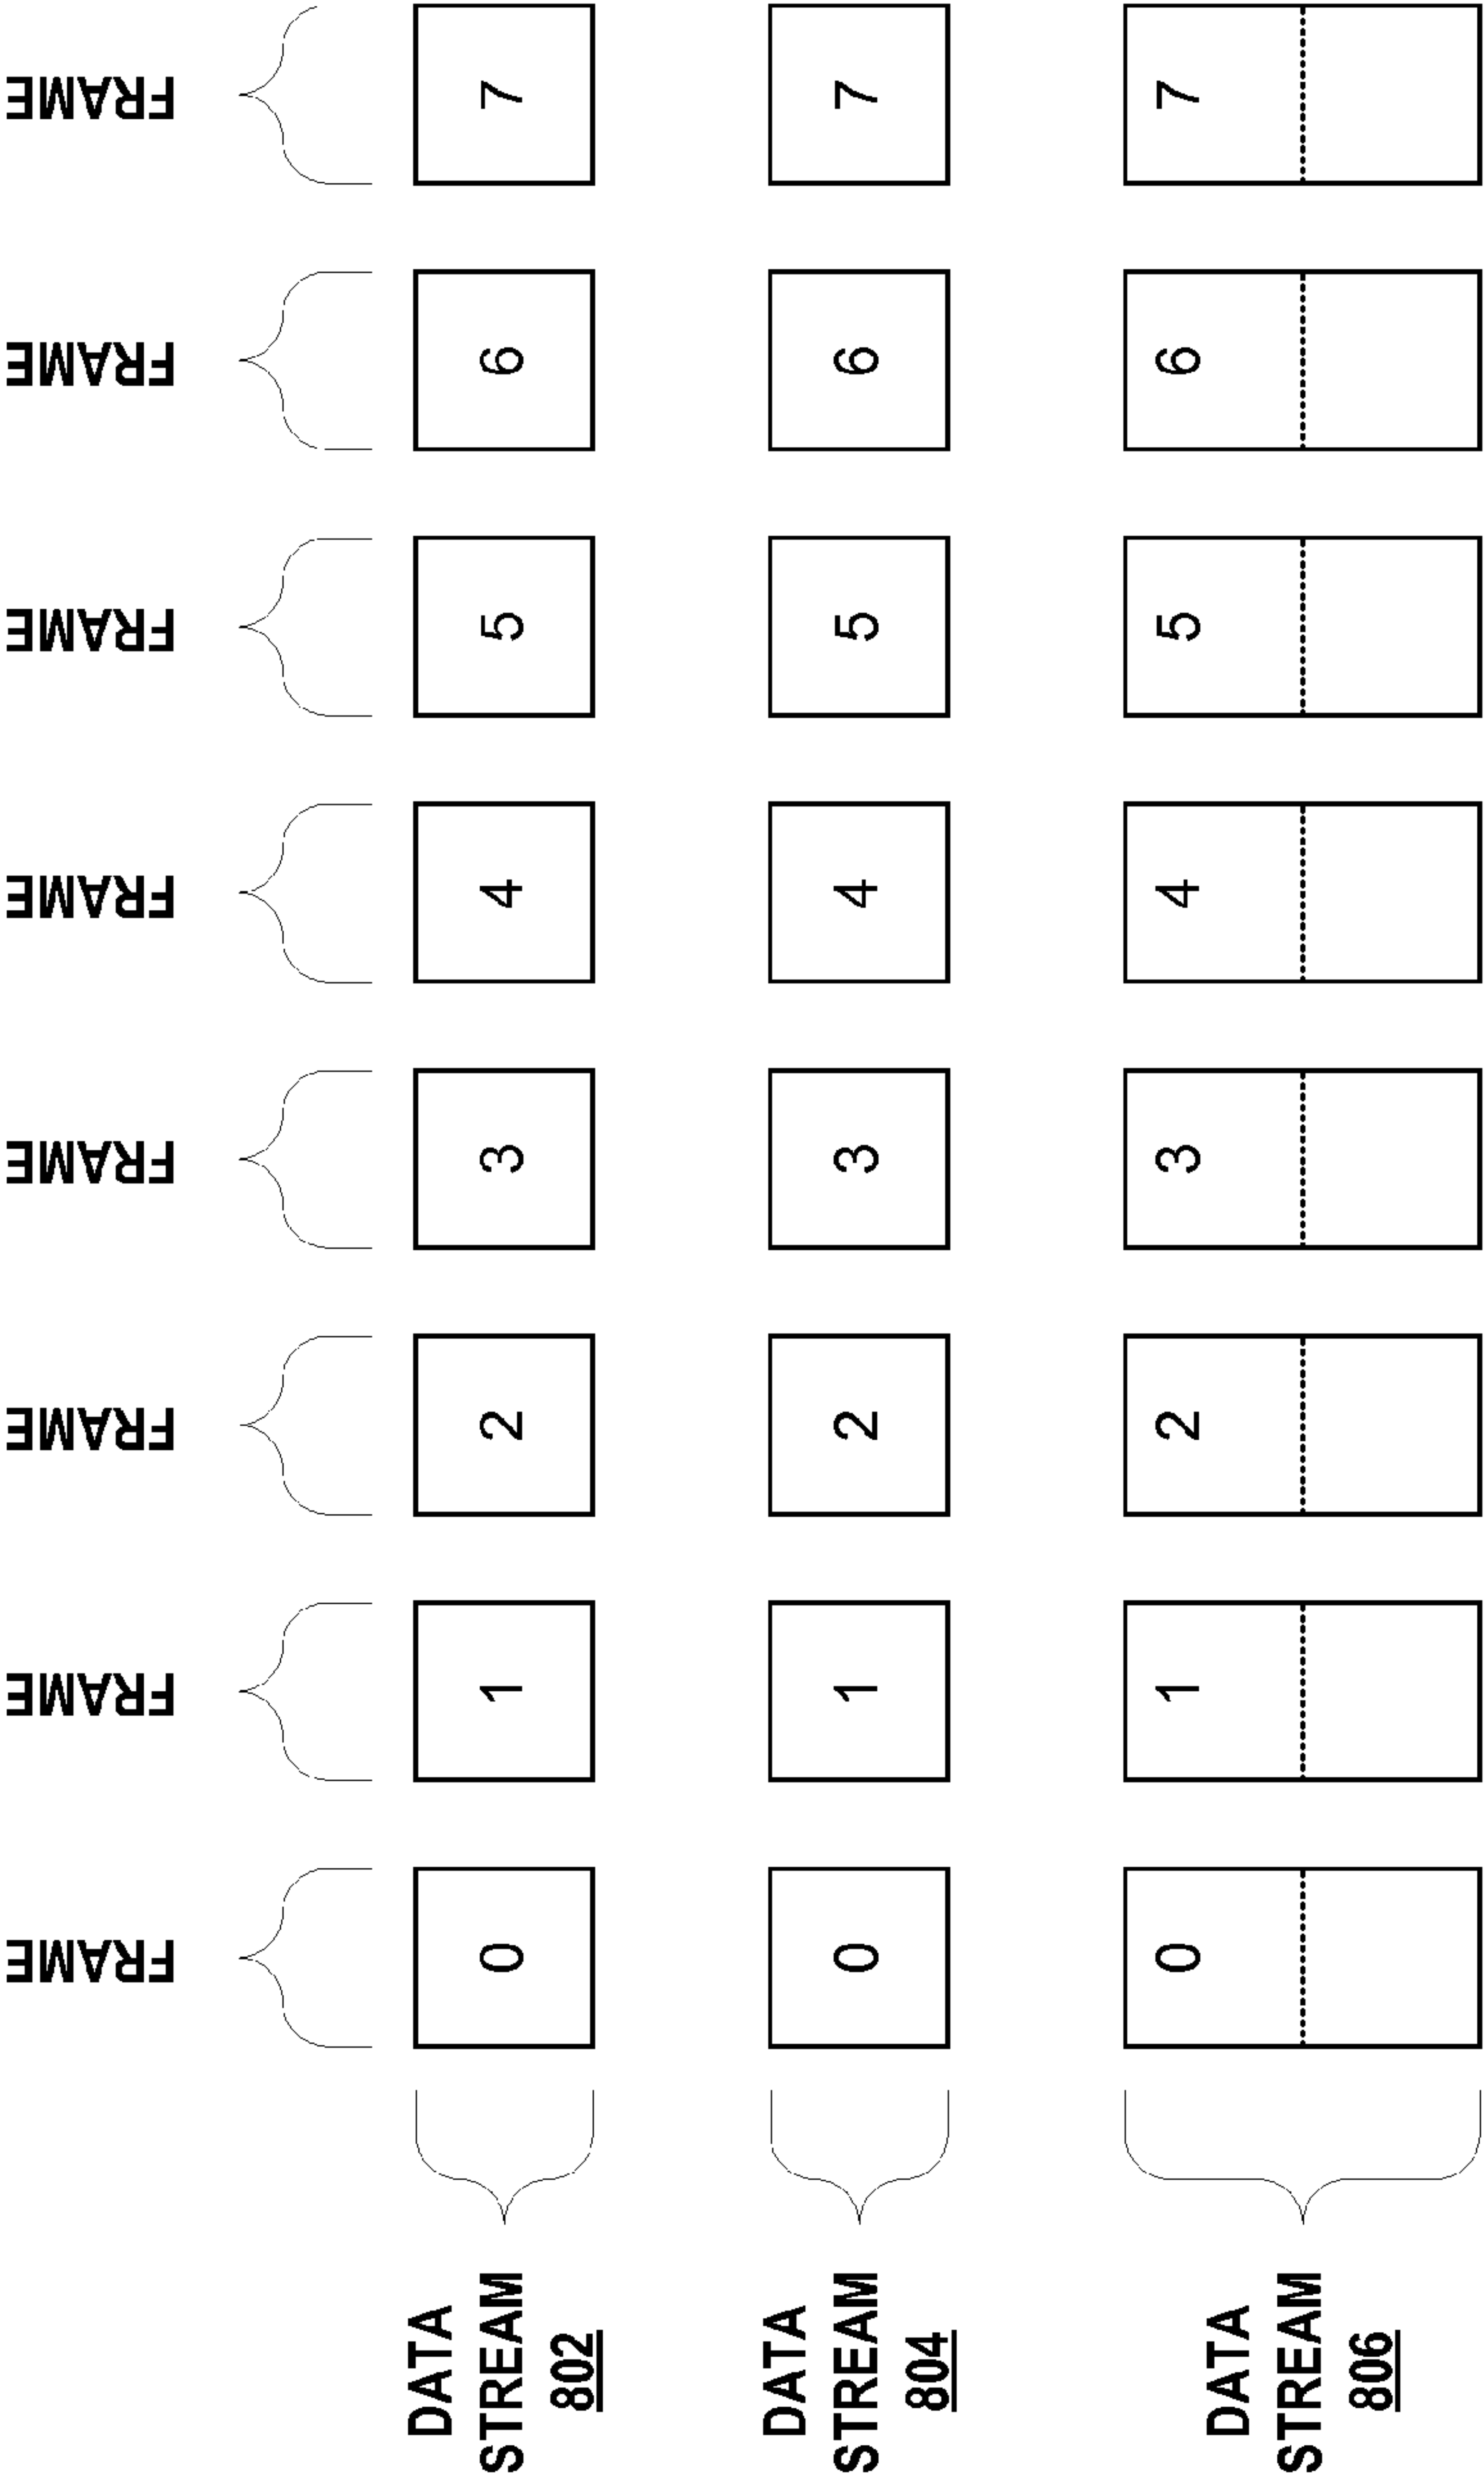 FRAME FRAME FRAME FRAME FRAME FRAME FRAME FRAME
DATA
STREAM
802
0 1 2 3 4 5 6 7
DATA
STREAM
804
0 1 2 3 4 5 6 7
DATA
STREAM
806
0 1 2 3 4 5 6 7